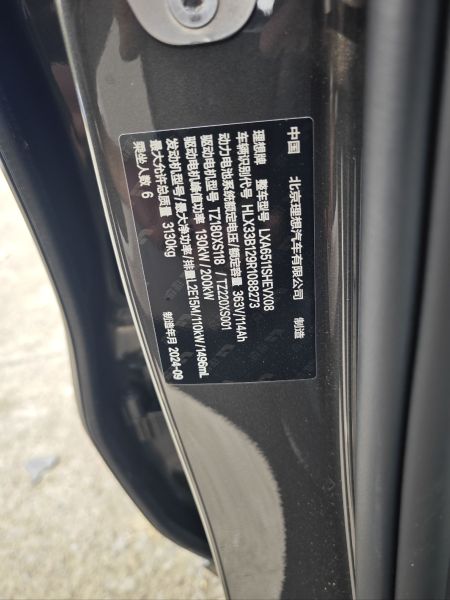 中国 北京理想汽车有限公司 制造
理想牌 整车型号 LXA6511SHEVX08
车辆识别代号 HLX33B129R1088273
动力电池系统额定电压/额定容量 363V/114Ah
驱动电机型号 TZ180XS118 / TZ220XS001
驱动电机峰值功率 130kW/200kW
发动机型号/最大净功率/排量 L2E15M/110kW/1496mL
最大允许总质量 3130kg
乘坐人数 6 制造年月 2024-09